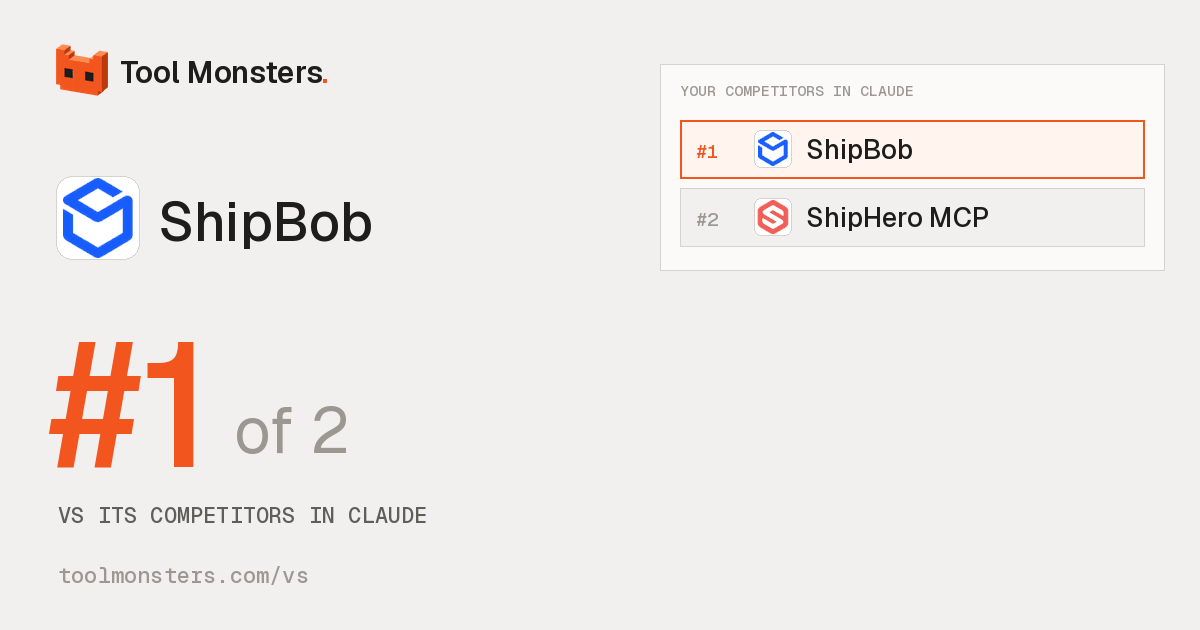 Tool Monsters.
ShipBob
#1 of 2
VS ITS COMPETITORS IN CLAUDE
toolmonsters.com/vs
YOUR COMPETITORS IN CLAUDE
#1 ShipBob
#2 ShipHero MCP